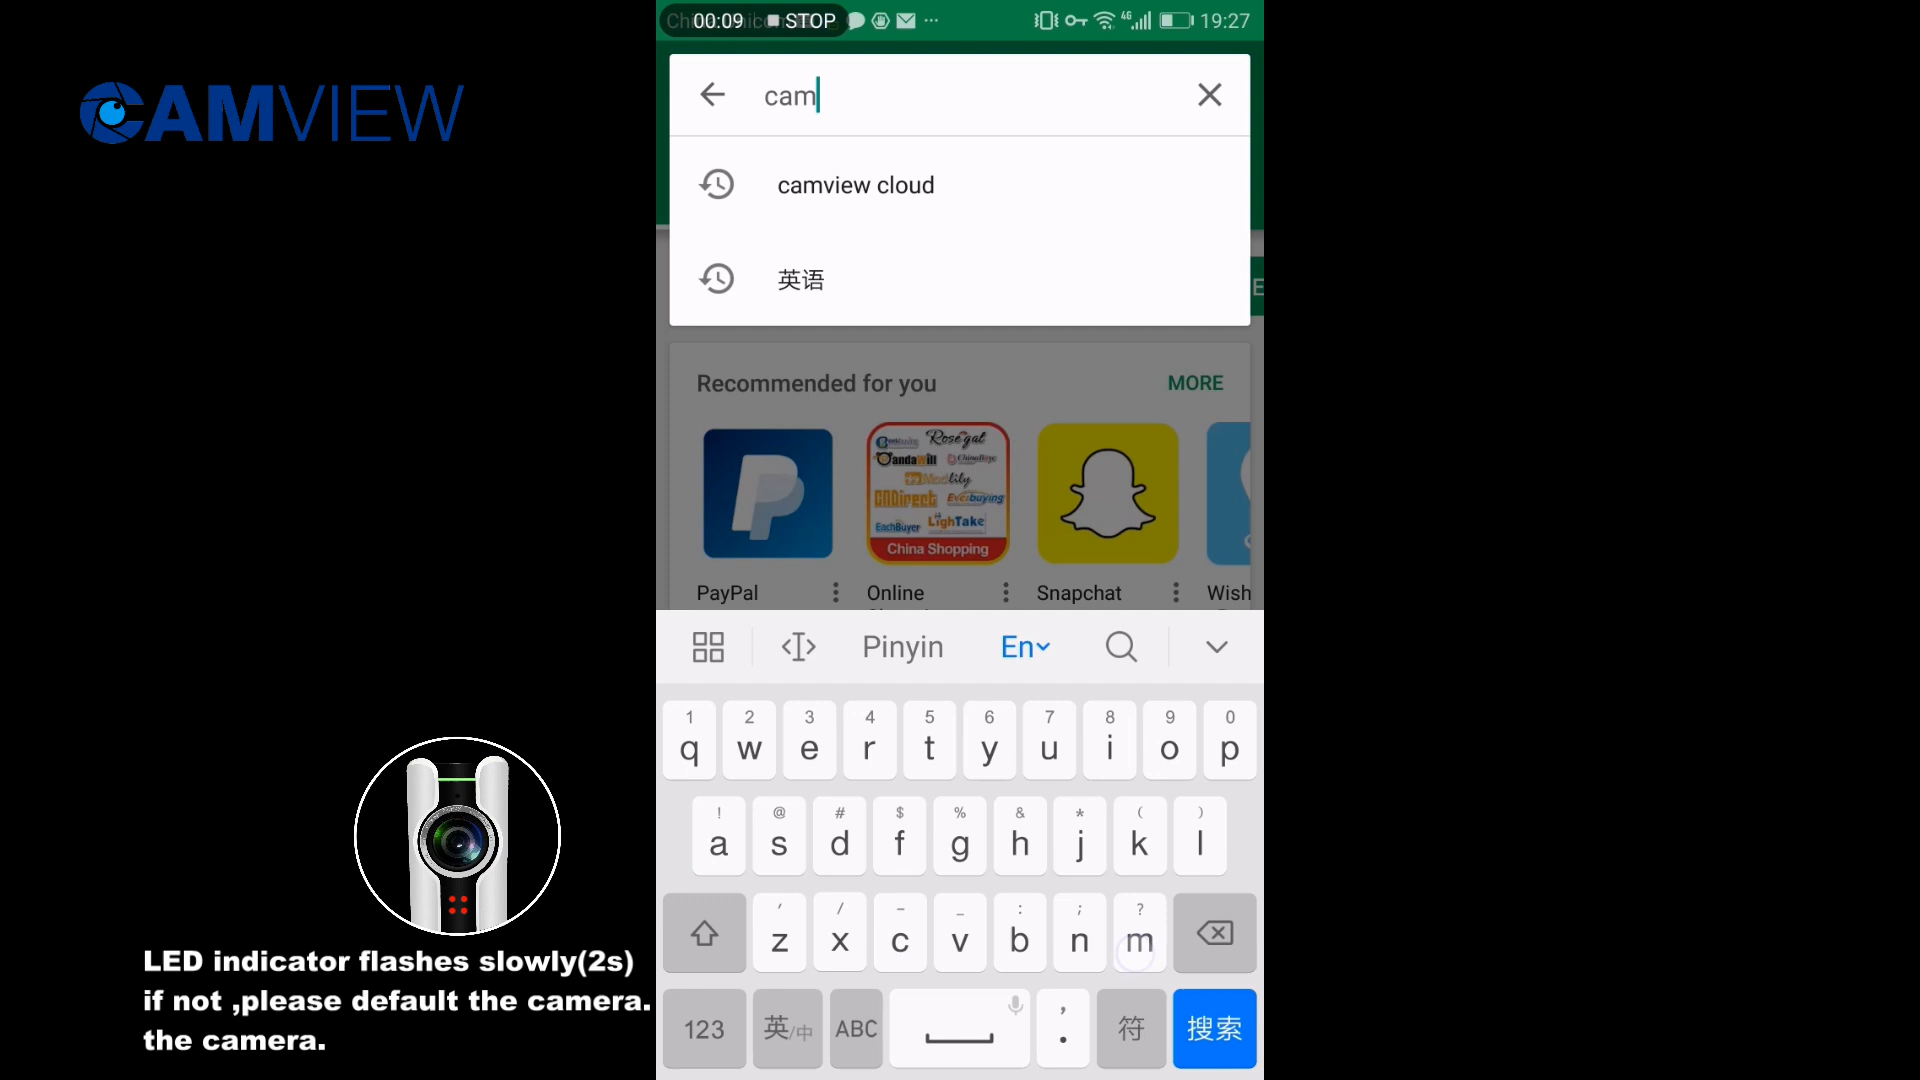 CAMVIEW
00:09 STOP
19:27
cam
camview cloud
英语
Recommended for you MORE
Rosegal
China Shopping
PayPal Online Snapchat Wish
Pinyin En
1 2 3 4 5 6 7 8 9 0
q w e r t y u i o p
! @ # $ % & * ( )
a s d f g h j k l
' / - _ : ; ?
z x c v b n m
123 英/中 ABC , . 符 搜索
LED indicator flashes slowly(2s)
if not ,please default the camera.
the camera.